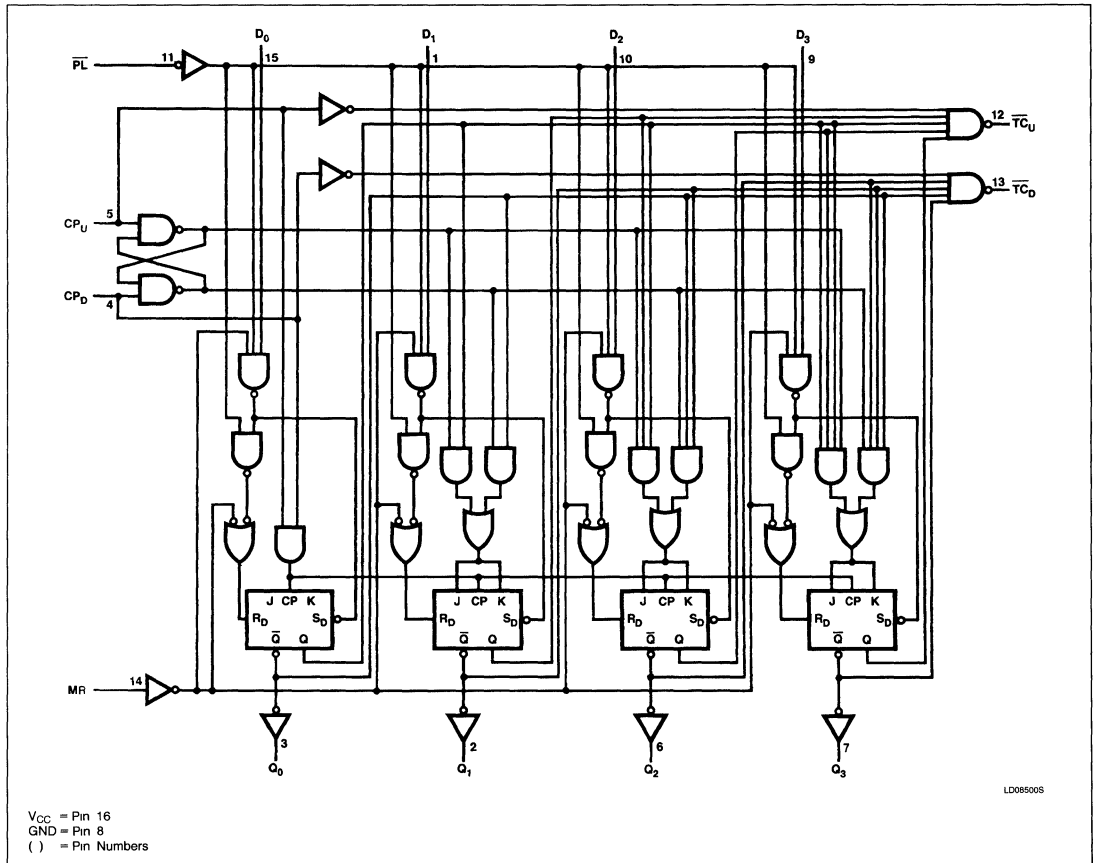 D0 D1 D2 D3
PL 11 15 1 10 9
12 TCU
13 TCD
5
CPU
CPD
4
J CP K J CP K J CP K J CP K
RD SD RD SD RD SD RD SD
Q Q Q Q Q Q Q Q
MR 14
3 2 6 7
Q0 Q1 Q2 Q3
LD08500S
VCC = Pin 16
GND = Pin 8
( ) = Pin Numbers